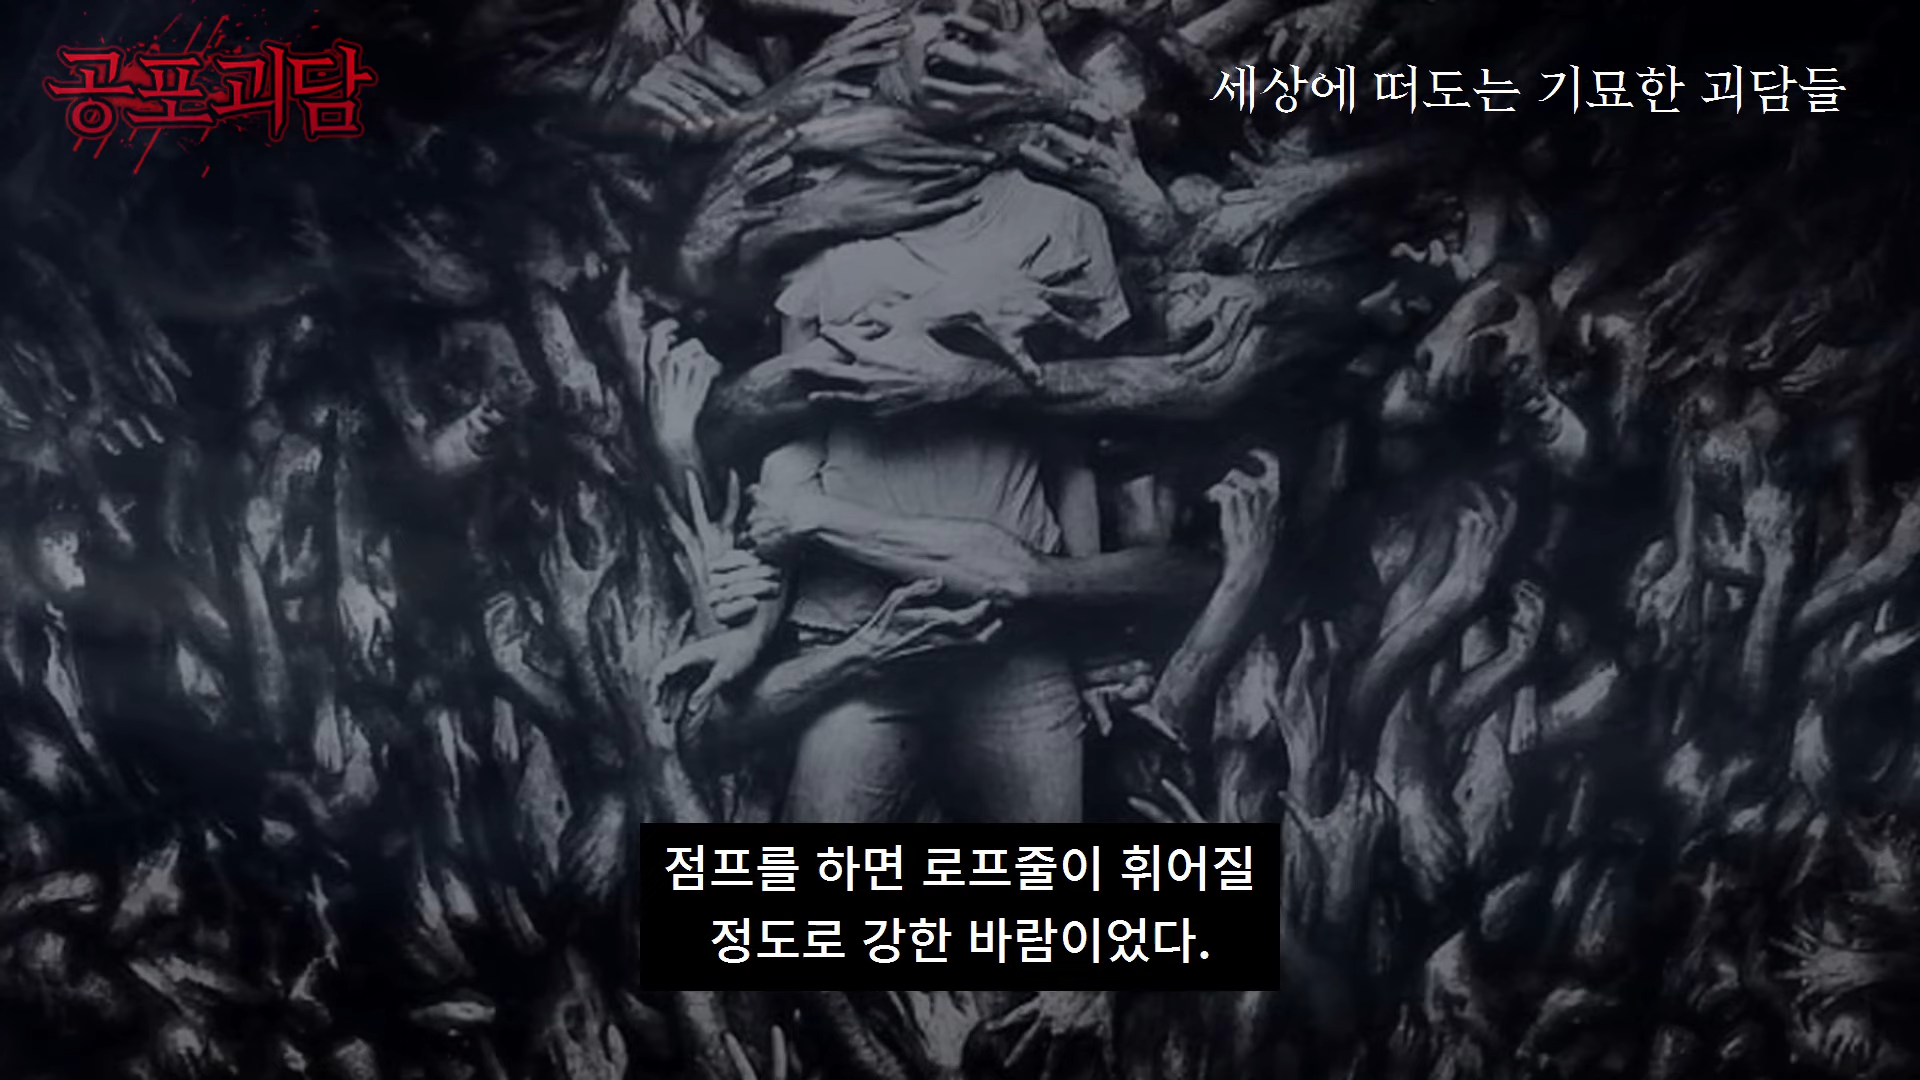 공포괴담
세상에 떠도는 기묘한 괴담들
점프를 하면 로프줄이 휘어질
정도로 강한 바람이었다.